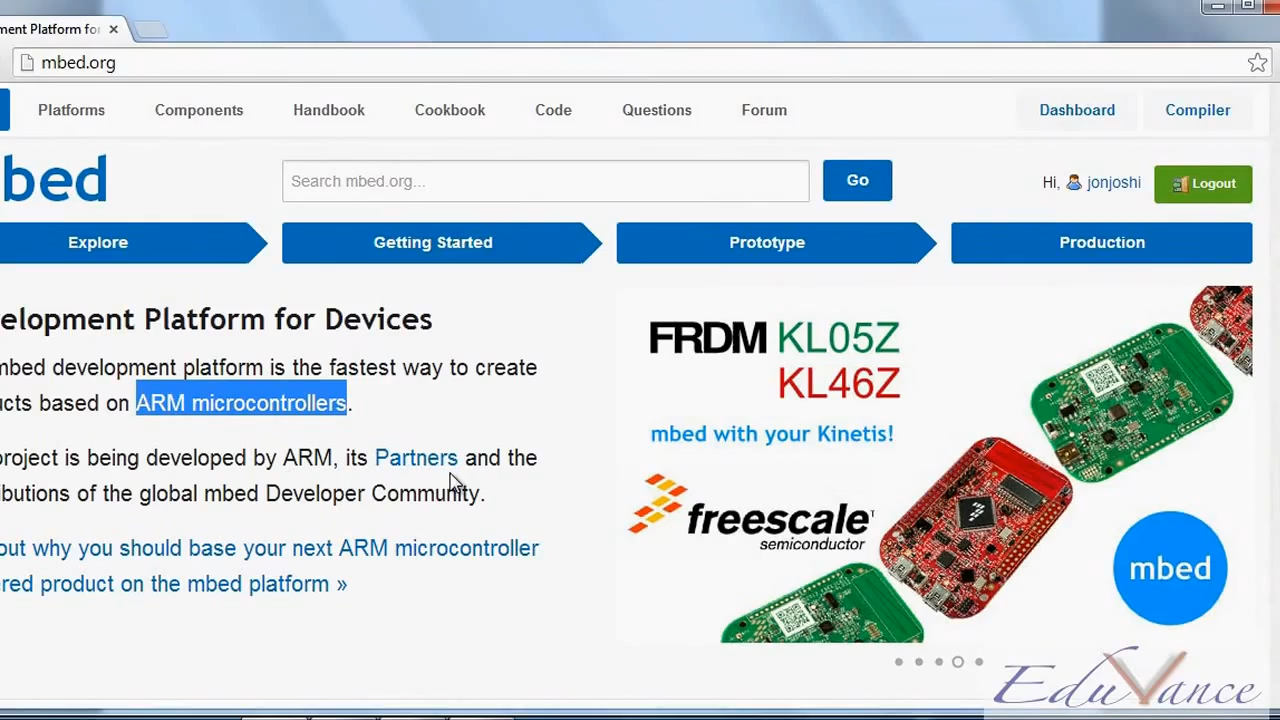 ment Platform for
mbed.org
Platforms Components Handbook Cookbook Code Questions Forum Dashboard Compiler
bed
Search mbed.org...
Go
Hi, jonjoshi
Logout
Explore Getting Started Prototype Production
elopment Platform for Devices
mbed development platform is the fastest way to create
ucts based on ARM microcontrollers.
project is being developed by ARM, its Partners and the
ibutions of the global mbed Developer Community.
out why you should base your next ARM microcontroller
ered product on the mbed platform »
FRDM KL05Z
KL46Z
mbed with your Kinetis!
freescale
semiconductor
mbed
EduVance